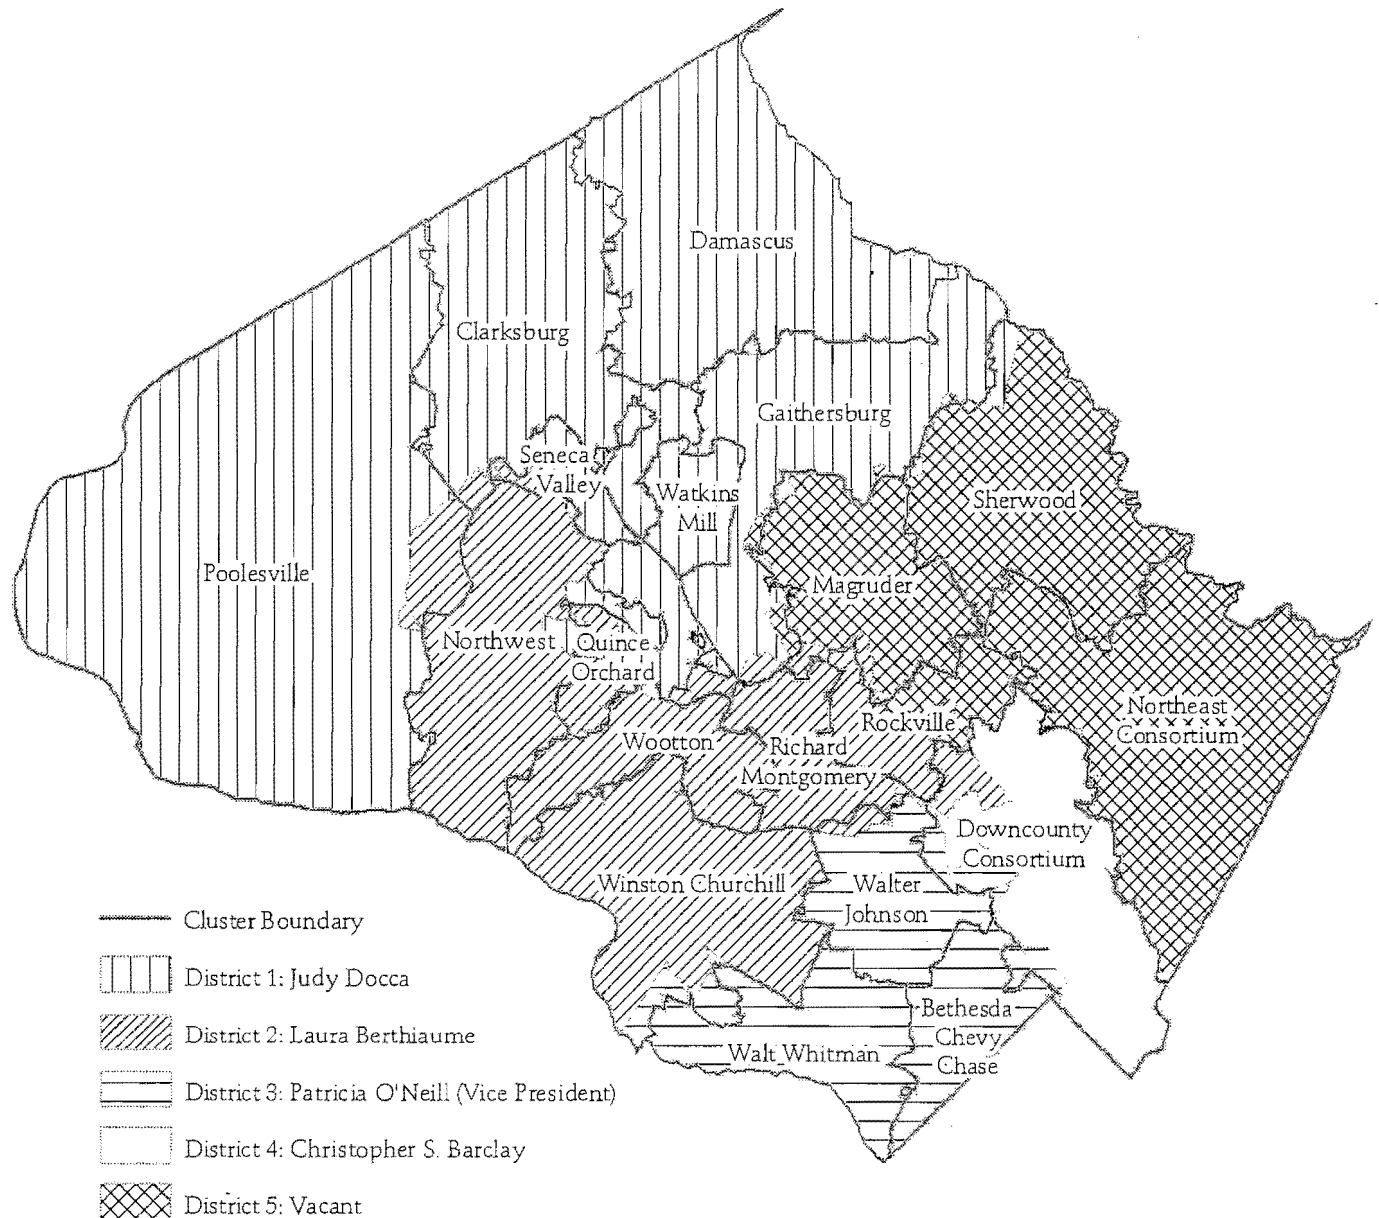 Damascus
Clarksburg
Gaithersburg
Seneca
Valley
Watkins
Mill
Sherwood
Poolesville
Magruder
Northwest
Quince
Orchard
Northeast
Consortium
Rockville
Wootton
Richard
Montgomery
Downcounty
Consortium
Winston Churchill
Walter
Johnson
Bethesda
Chevy
Chase
Walt Whitman
Cluster Boundary
District 1: Judy Docca
District 2: Laura Berthiaume
District 3: Patricia O'Neill (Vice President)
District 4: Christopher S. Barclay
District 5: Vacant